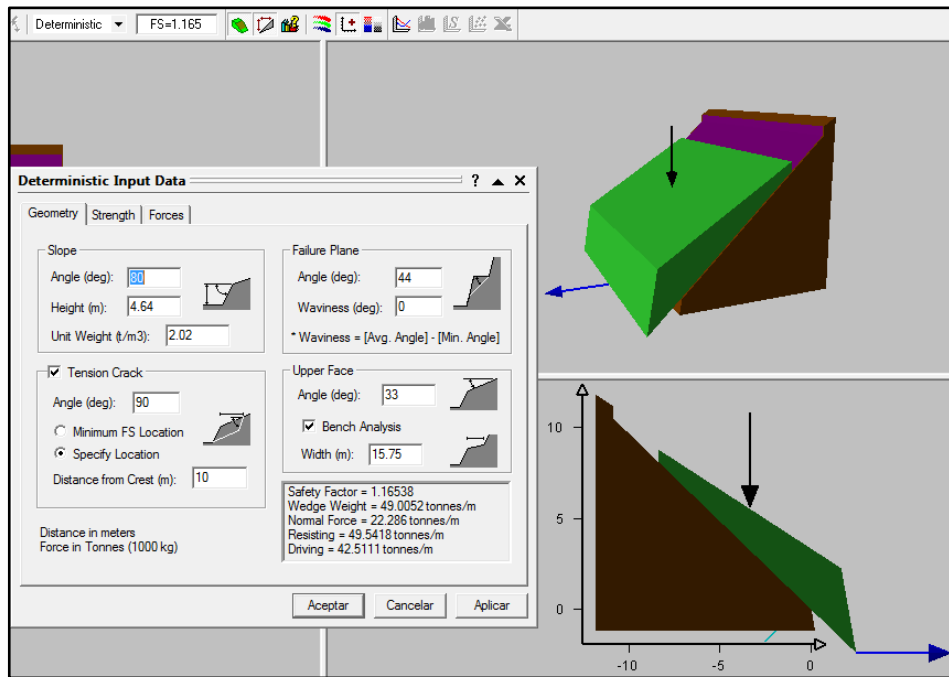 Deterministic FS=1.165
Deterministic Input Data ? X
Geometry Strength Forces
Slope
Angle (deg): 80
Height (m): 4.64
Unit Weight (t/m3): 2.02
Failure Plane
Angle (deg): 44
Waviness (deg): 0
* Waviness = [Avg. Angle] - [Min. Angle]
Tension Crack
Angle (deg): 90
Minimum FS Location
Specify Location
Distance from Crest (m): 10
Upper Face
Angle (deg): 33
Bench Analysis
Width (m): 15.75
Distance in meters
Force in Tonnes (1000 kg)
Safety Factor = 1.16538
Wedge Weight = 49.0052 tonnes/m
Normal Force = 22.286 tonnes/m
Resisting = 49.5418 tonnes/m
Driving = 42.5111 tonnes/m
Aceptar Cancelar Aplicar
10
5
0
-10 -5 0